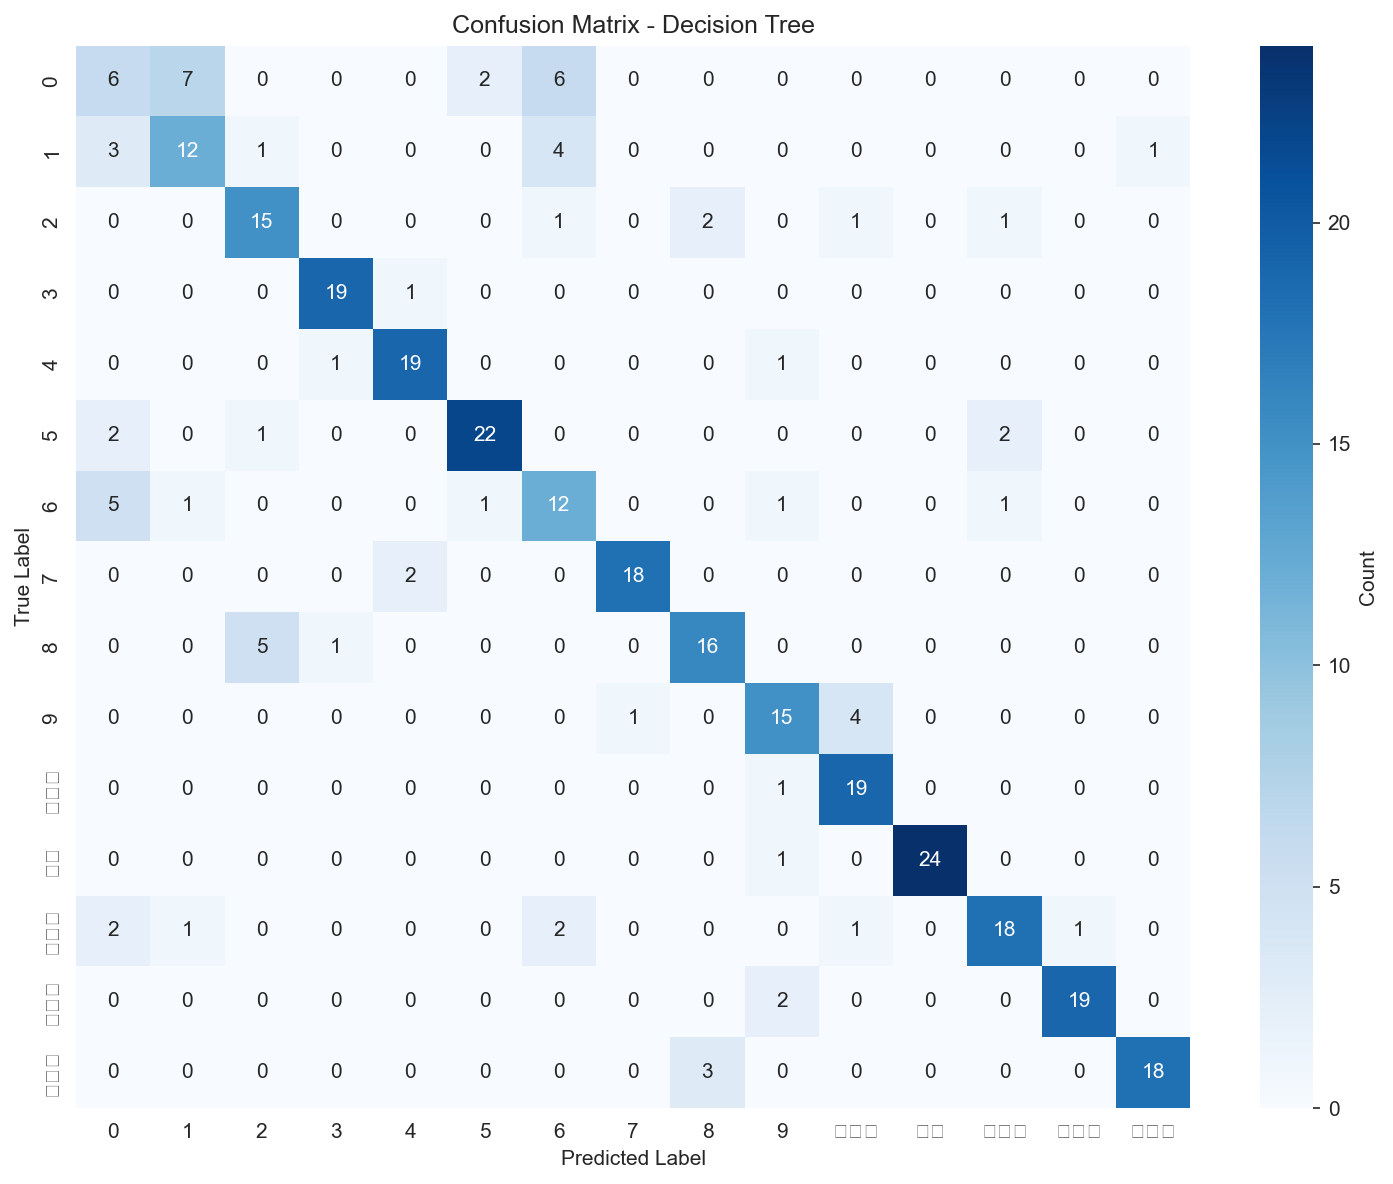 Confusion Matrix - Decision Tree
0 6 7 0 0 0 2 6 0 0 0 0 0 0 0 0
1 3 12 1 0 0 0 4 0 0 0 0 0 0 0 1
2 0 0 15 0 0 0 1 0 2 0 1 0 1 0 0
3 0 0 0 19 1 0 0 0 0 0 0 0 0 0 0
4 0 0 0 1 19 0 0 0 0 1 0 0 0 0 0
5 2 0 1 0 0 22 0 0 0 0 0 0 2 0 0
6 5 1 0 0 0 1 12 0 0 1 0 0 1 0 0
7 0 0 0 0 2 0 0 18 0 0 0 0 0 0 0
8 0 0 5 1 0 0 0 0 16 0 0 0 0 0 0
9 0 0 0 0 0 0 0 1 0 15 4 0 0 0 0
□□□ 0 0 0 0 0 0 0 0 0 1 19 0 0 0 0
□□ 0 0 0 0 0 0 0 0 0 1 0 24 0 0 0
□□□ 2 1 0 0 0 0 2 0 0 0 1 0 18 1 0
□□□ 0 0 0 0 0 0 0 0 0 2 0 0 0 19 0
□□□ 0 0 0 0 0 0 0 0 3 0 0 0 0 0 18
0 1 2 3 4 5 6 7 8 9 □□□ □□ □□□ □□□ □□□
Predicted Label
True Label
20
15
10
5
0
Count